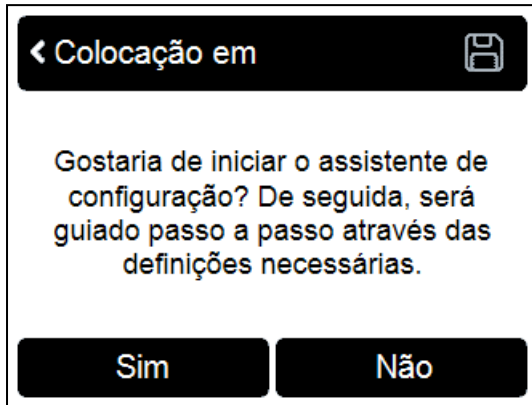 Colocação em
Gostaria de iniciar o assistente de
configuração? De seguida, será
guiado passo a passo através das
definições necessárias.
Sim
Não